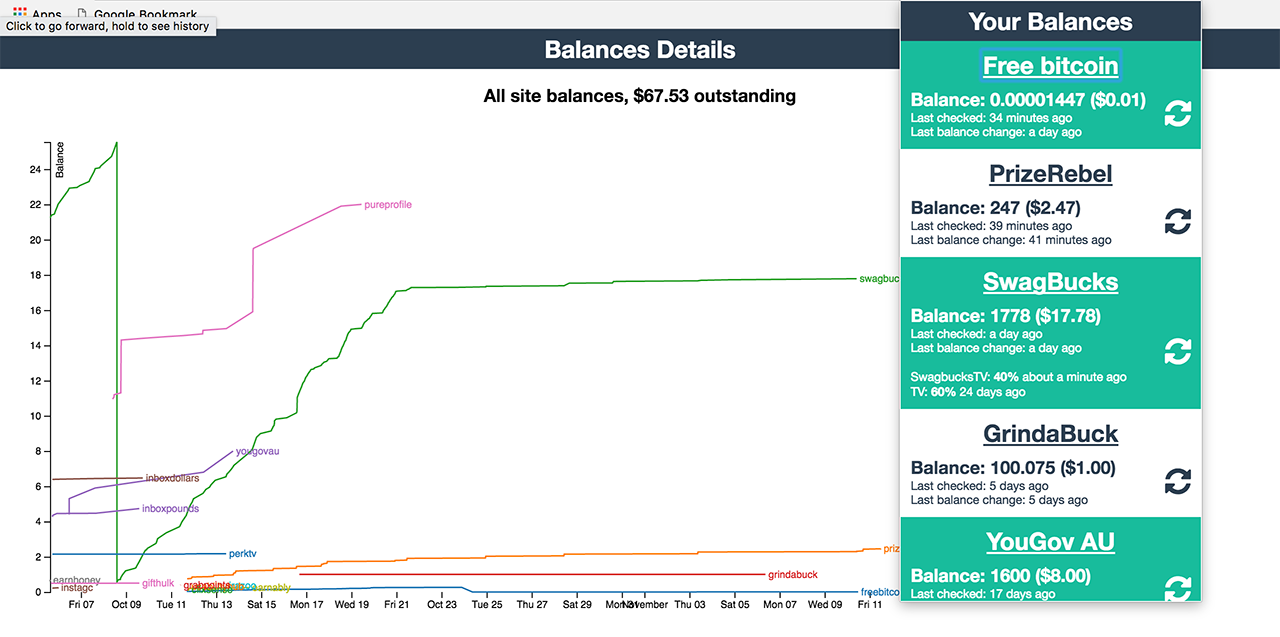 Apps Google Bookmark
Click to go forward, hold to see history
Balances Details
All site balances, $67.53 outstanding
Balance
24
22
20
18
16
14
12
10
8
6
4
2
0
pureprofile
swagbuc
yougovau
inboxdollars
inboxpounds
perktv
priz
earnhoney
instagc
gifthulk
grabpoints
earnably
grindabuck
freebitco
Fri 07 Oct 09 Tue 11 Thu 13 Sat 15 Mon 17 Wed 19 Fri 21 Oct 23 Tue 25 Thu 27 Sat 29 Mon 31 November Thu 03 Sat 05 Mon 07 Wed 09 Fri 11
Your Balances
Free bitcoin
Balance: 0.00001447 ($0.01)
Last checked: 34 minutes ago
Last balance change: a day ago
PrizeRebel
Balance: 247 ($2.47)
Last checked: 39 minutes ago
Last balance change: 41 minutes ago
SwagBucks
Balance: 1778 ($17.78)
Last checked: a day ago
Last balance change: a day ago
SwagbucksTV: 40% about a minute ago
TV: 60% 24 days ago
GrindaBuck
Balance: 100.075 ($1.00)
Last checked: 5 days ago
Last balance change: 5 days ago
YouGov AU
Balance: 1600 ($8.00)
Last checked: 17 days ago